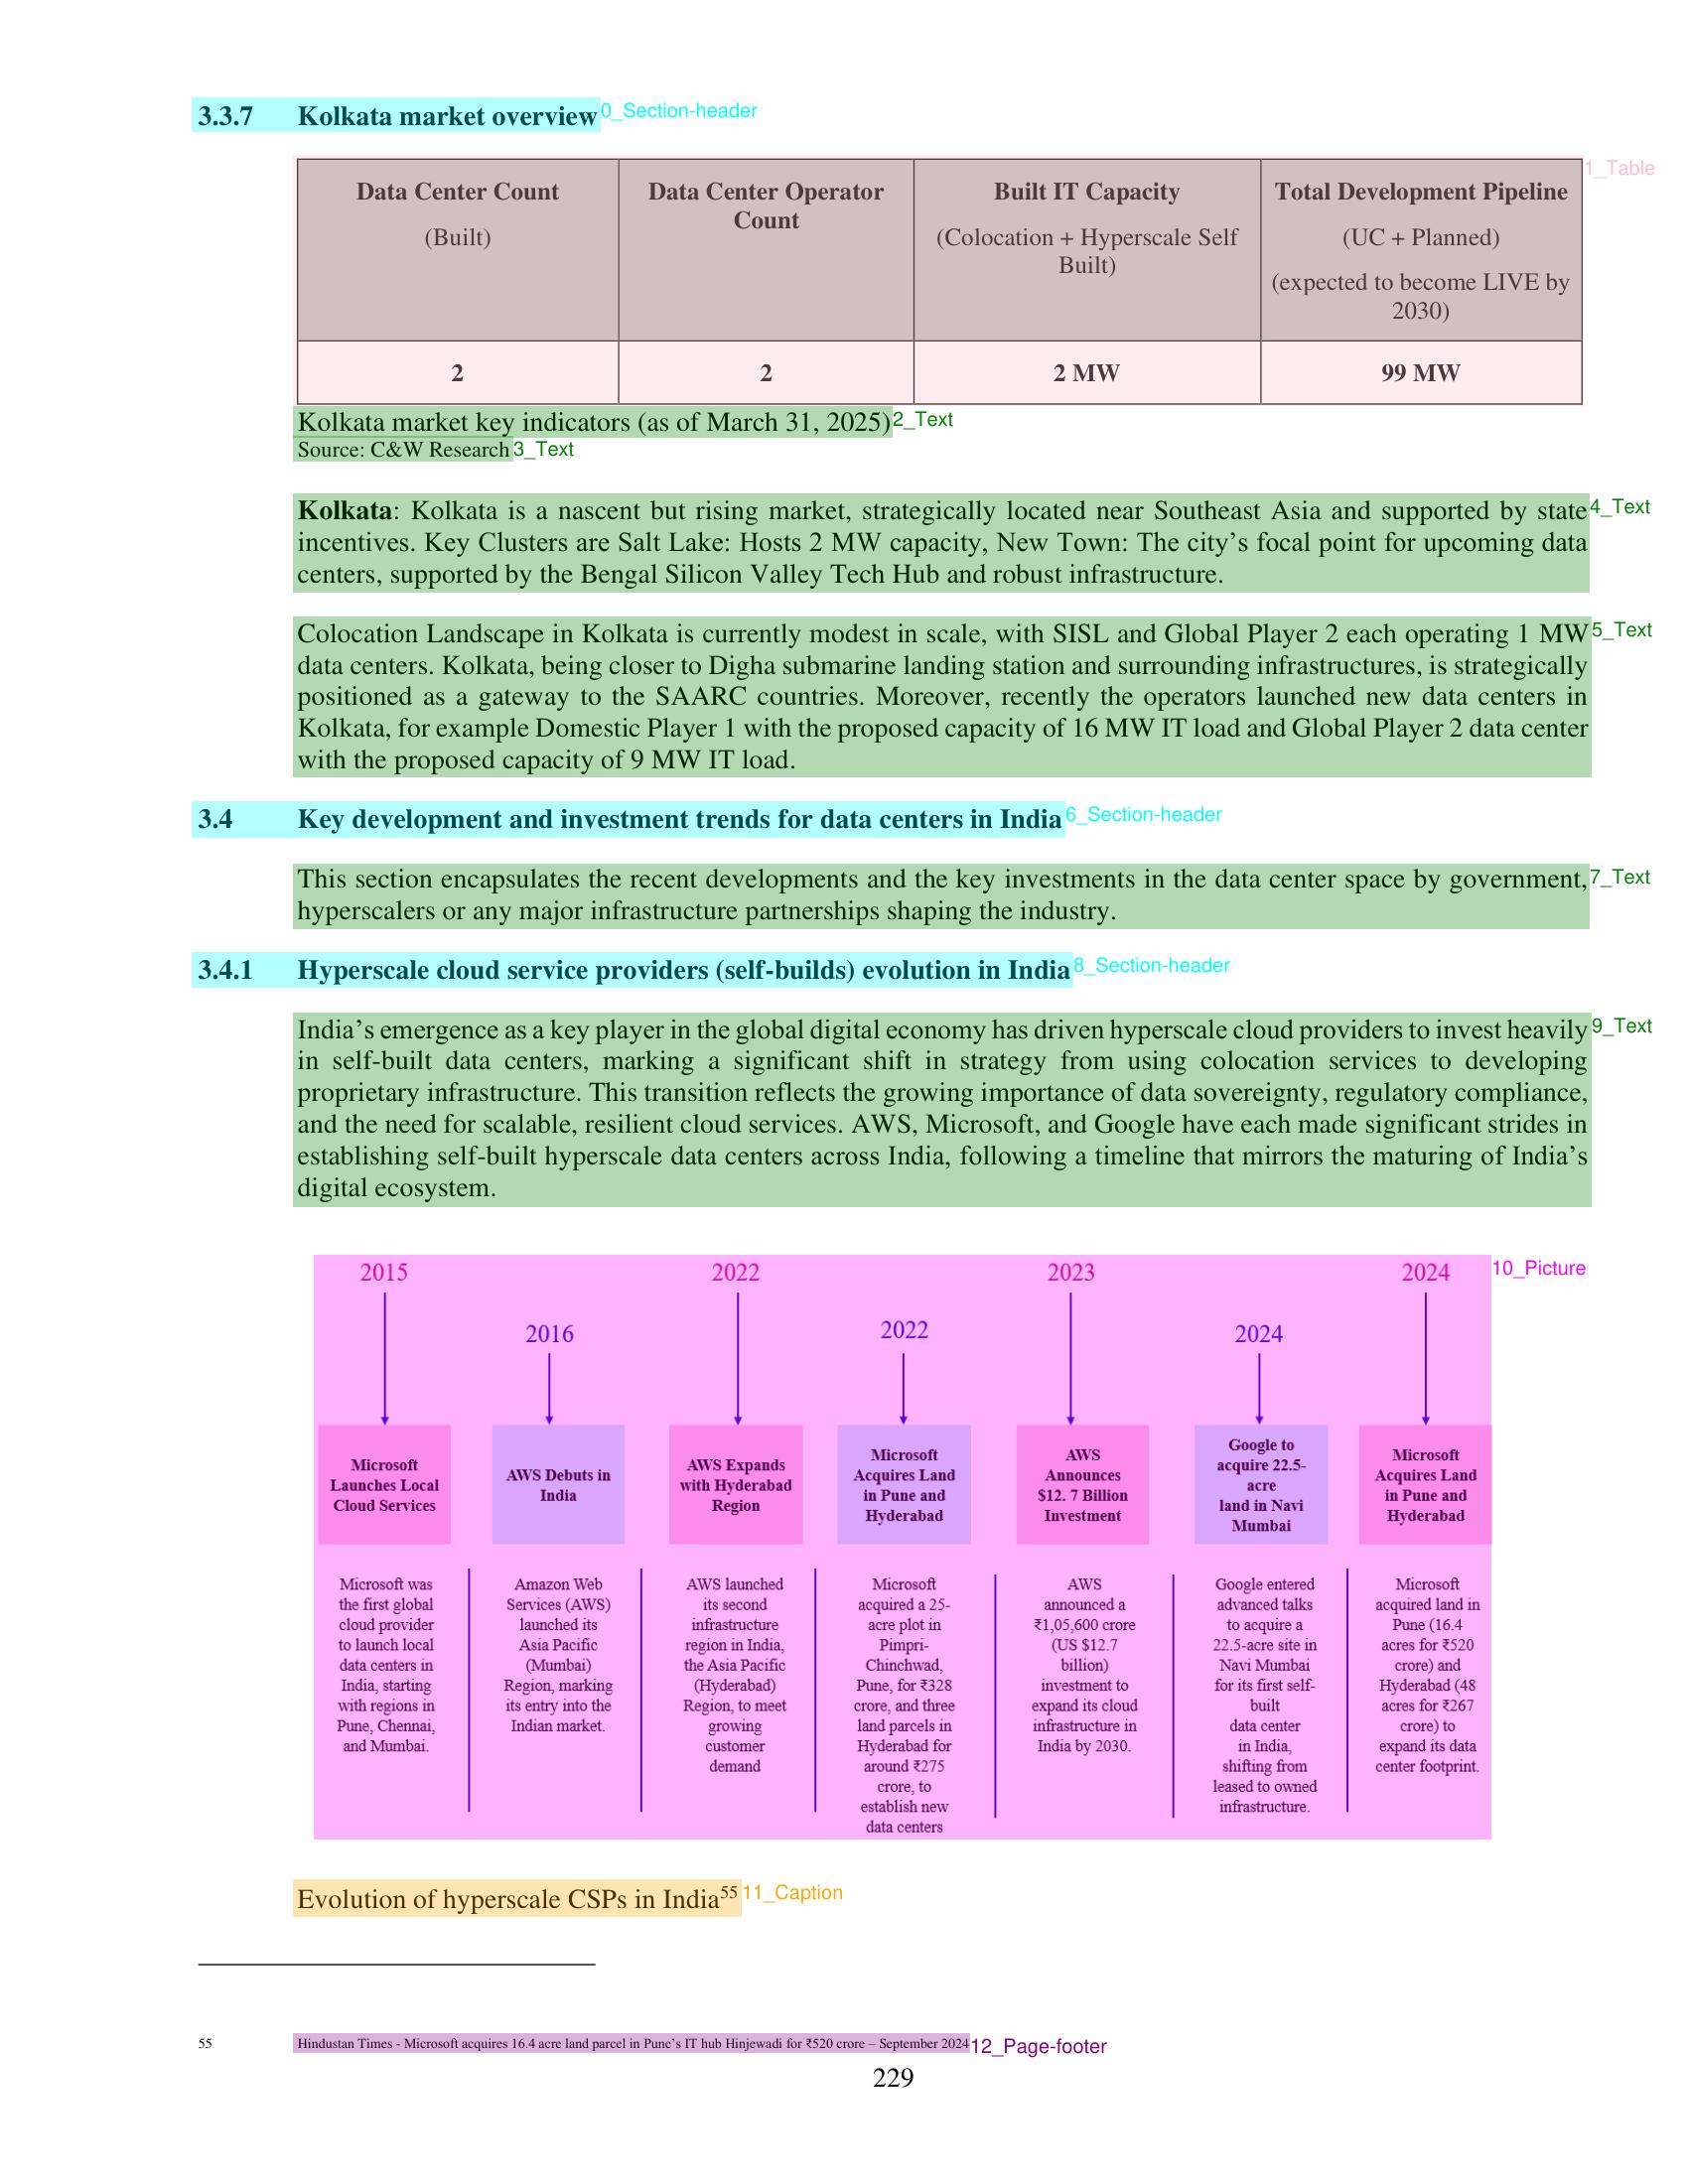 3.3.7 Kolkata market overview
0_Section-header
1_Table
Data Center Count
(Built)
Data Center Operator
Count
Built IT Capacity
(Colocation + Hyperscale Self
Built)
Total Development Pipeline
(UC + Planned)
(expected to become LIVE by
2030)
2
2
2 MW
99 MW
Kolkata market key indicators (as of March 31, 2025)
2_Text
Source: C&W Research
3_Text
Kolkata: Kolkata is a nascent but rising market, strategically located near Southeast Asia and supported by state
4_Text
incentives. Key Clusters are Salt Lake: Hosts 2 MW capacity, New Town: The city’s focal point for upcoming data
centers, supported by the Bengal Silicon Valley Tech Hub and robust infrastructure.
Colocation Landscape in Kolkata is currently modest in scale, with SISL and Global Player 2 each operating 1 MW
5_Text
data centers. Kolkata, being closer to Digha submarine landing station and surrounding infrastructures, is strategically
positioned as a gateway to the SAARC countries. Moreover, recently the operators launched new data centers in
Kolkata, for example Domestic Player 1 with the proposed capacity of 16 MW IT load and Global Player 2 data center
with the proposed capacity of 9 MW IT load.
3.4 Key development and investment trends for data centers in India
6_Section-header
This section encapsulates the recent developments and the key investments in the data center space by government,
7_Text
hyperscalers or any major infrastructure partnerships shaping the industry.
3.4.1 Hyperscale cloud service providers (self-builds) evolution in India
8_Section-header
India’s emergence as a key player in the global digital economy has driven hyperscale cloud providers to invest heavily
9_Text
in self-built data centers, marking a significant shift in strategy from using colocation services to developing
proprietary infrastructure. This transition reflects the growing importance of data sovereignty, regulatory compliance,
and the need for scalable, resilient cloud services. AWS, Microsoft, and Google have each made significant strides in
establishing self-built hyperscale data centers across India, following a timeline that mirrors the maturing of India’s
digital ecosystem.
10_Picture
2015
Microsoft
Launches Local
Cloud Services
Microsoft was
the first global
cloud provider
to launch local
data centers in
India, starting
with regions in
Pune, Chennai,
and Mumbai.
2016
AWS Debuts in
India
Amazon Web
Services (AWS)
launched its
Asia Pacific
(Mumbai)
Region, marking
its entry into the
Indian market.
2022
AWS Expands
with Hyderabad
Region
AWS launched
its second
infrastructure
region in India,
the Asia Pacific
(Hyderabad)
Region, to meet
growing
customer
demand
2022
Microsoft
Acquires Land
in Pune and
Hyderabad
Microsoft
acquired a 25-
acre plot in
Pimpri-
Chinchwad,
Pune, for ₹328
crore, and three
land parcels in
Hyderabad for
around ₹275
crore, to
establish new
data centers
2023
AWS
Announces
$12. 7 Billion
Investment
AWS
announced a
₹1,05,600 crore
(US $12.7
billion)
investment to
expand its cloud
infrastructure in
India by 2030.
2024
Google to
acquire 22.5-
acre
land in Navi
Mumbai
Google entered
advanced talks
to acquire a
22.5-acre site in
Navi Mumbai
for its first self-
built
data center
in India,
shifting from
leased to owned
infrastructure.
2024
Microsoft
Acquires Land
in Pune and
Hyderabad
Microsoft
acquired land in
Pune (16.4
acres for ₹520
crore) and
Hyderabad (48
acres for ₹267
crore) to
expand its data
center footprint.
Evolution of hyperscale CSPs in India55
11_Caption
55 Hindustan Times - Microsoft acquires 16.4 acre land parcel in Pune’s IT hub Hinjewadi for ₹520 crore – September 2024
12_Page-footer
229